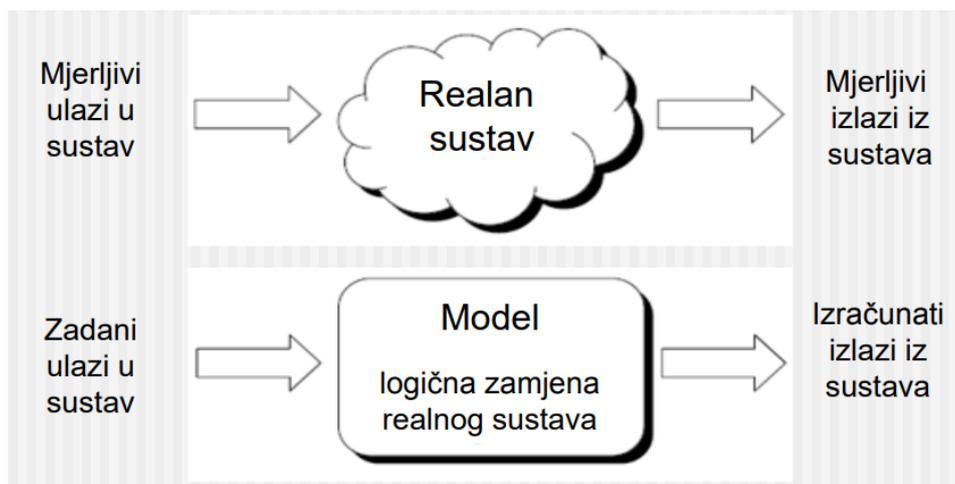 Mjerljivi
ulazi u
sustav
Realan
sustav
Mjerljivi
izlazi iz
sustava
Zadani
ulazi u
sustav
Model
logična zamjena
realnog sustava
Izračunati
izlazi iz
sustava